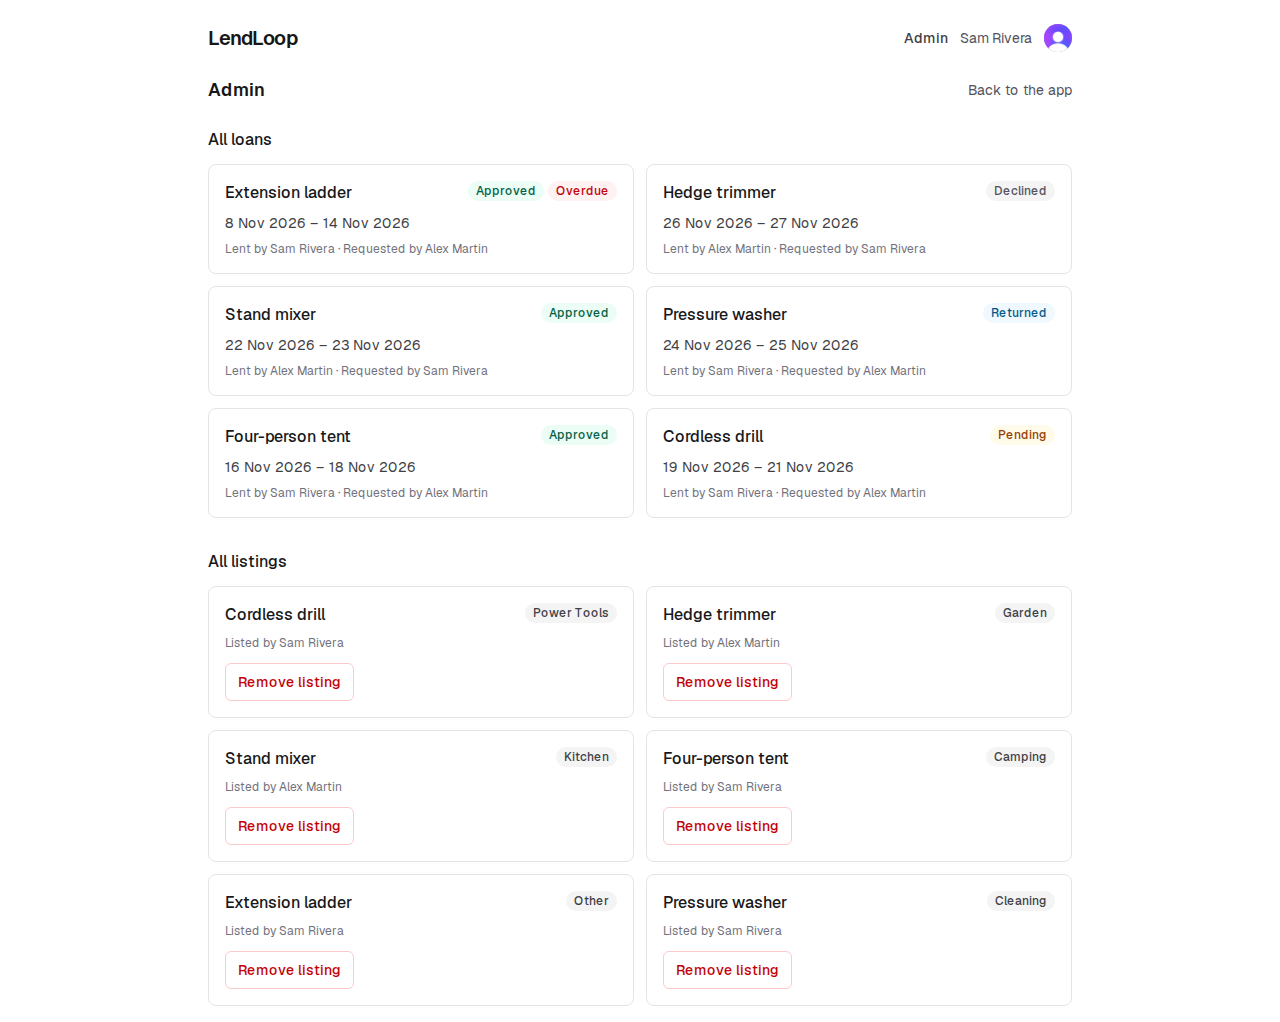 LendLoop
Admin Sam Rivera
Admin
Back to the app
All loans
Extension ladder
Approved Overdue
8 Nov 2026 – 14 Nov 2026
Lent by Sam Rivera · Requested by Alex Martin
Hedge trimmer
Declined
26 Nov 2026 – 27 Nov 2026
Lent by Alex Martin · Requested by Sam Rivera
Stand mixer
Approved
22 Nov 2026 – 23 Nov 2026
Lent by Alex Martin · Requested by Sam Rivera
Pressure washer
Returned
24 Nov 2026 – 25 Nov 2026
Lent by Sam Rivera · Requested by Alex Martin
Four-person tent
Approved
16 Nov 2026 – 18 Nov 2026
Lent by Sam Rivera · Requested by Alex Martin
Cordless drill
Pending
19 Nov 2026 – 21 Nov 2026
Lent by Sam Rivera · Requested by Alex Martin
All listings
Cordless drill
Power Tools
Listed by Sam Rivera
Remove listing
Hedge trimmer
Garden
Listed by Alex Martin
Remove listing
Stand mixer
Kitchen
Listed by Alex Martin
Remove listing
Four-person tent
Camping
Listed by Sam Rivera
Remove listing
Extension ladder
Other
Listed by Sam Rivera
Remove listing
Pressure washer
Cleaning
Listed by Sam Rivera
Remove listing